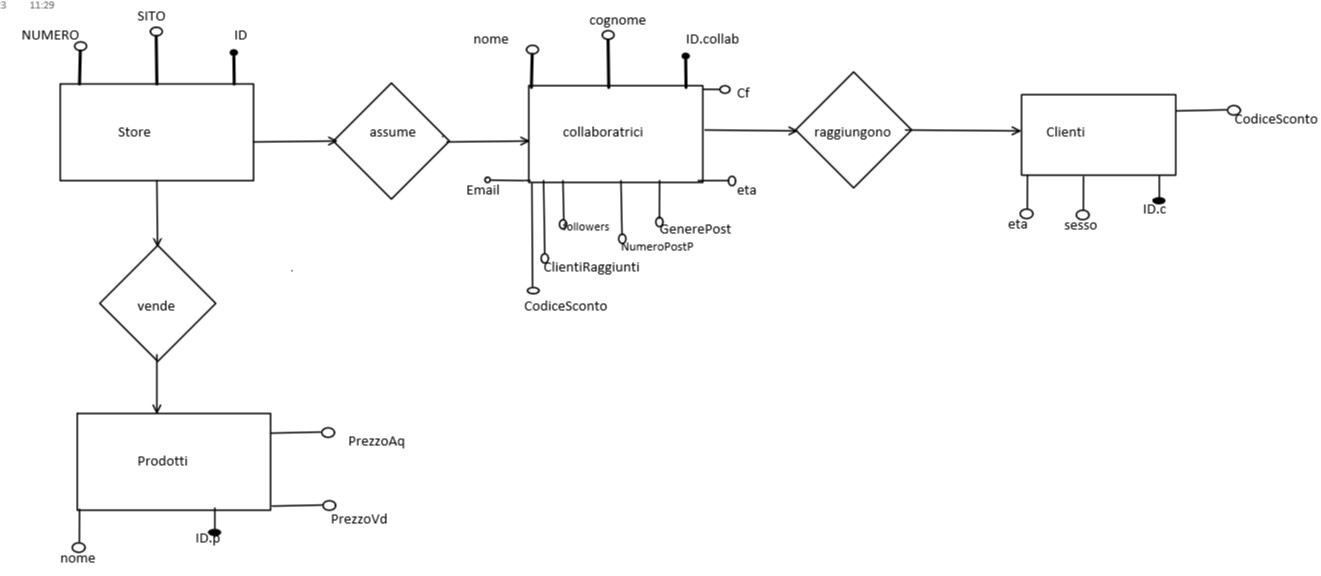 3 11:29
SITO
NUMERO
ID
nome
cognome
ID.collab
Cf
Store
assume
collaboratrici
raggiungono
Clienti
CodiceSconto
Email
eta
followers
GenerePost
NumeroPostP
ClientiRaggiunti
CodiceSconto
eta
sesso
ID.c
vende
Prodotti
PrezzoAq
PrezzoVd
ID.p
nome